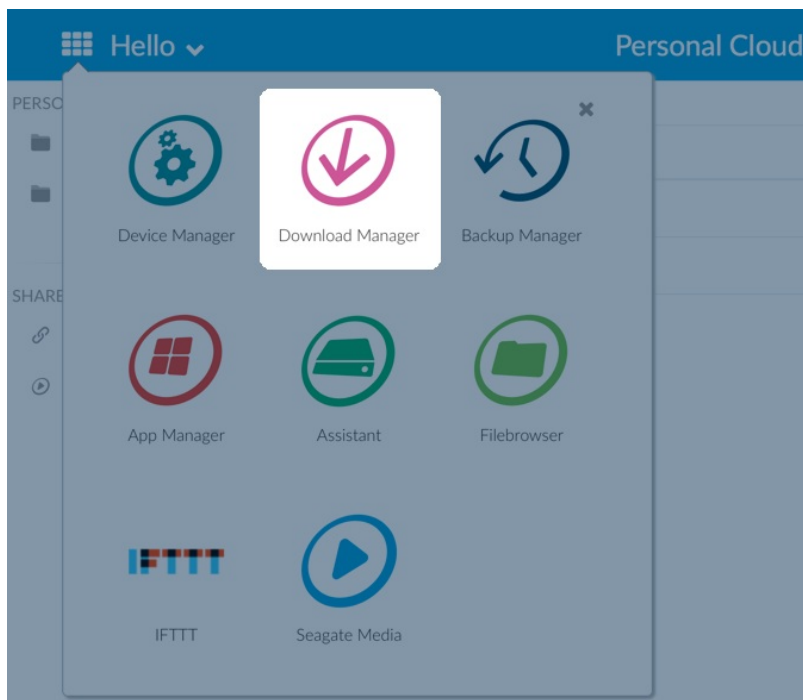 Hello
Personal Cloud
PERSO
Device Manager
Download Manager
Backup Manager
SHARE
App Manager
Assistant
Filebrowser
IFTTT
IFTTT
Seagate Media